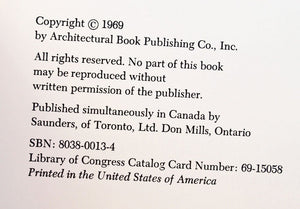 Copyright © 1969
by Architectural Book Publishing Co., Inc.
All rights reserved. No part of this book
may be reproduced without
written permission of the publisher.
Published simultaneously in Canada by
Saunders, of Toronto, Ltd. Don Mills, Ontario
SBN: 8038-0013-4
Library of Congress Catalog Card Number: 69-15058
Printed in the United States of America